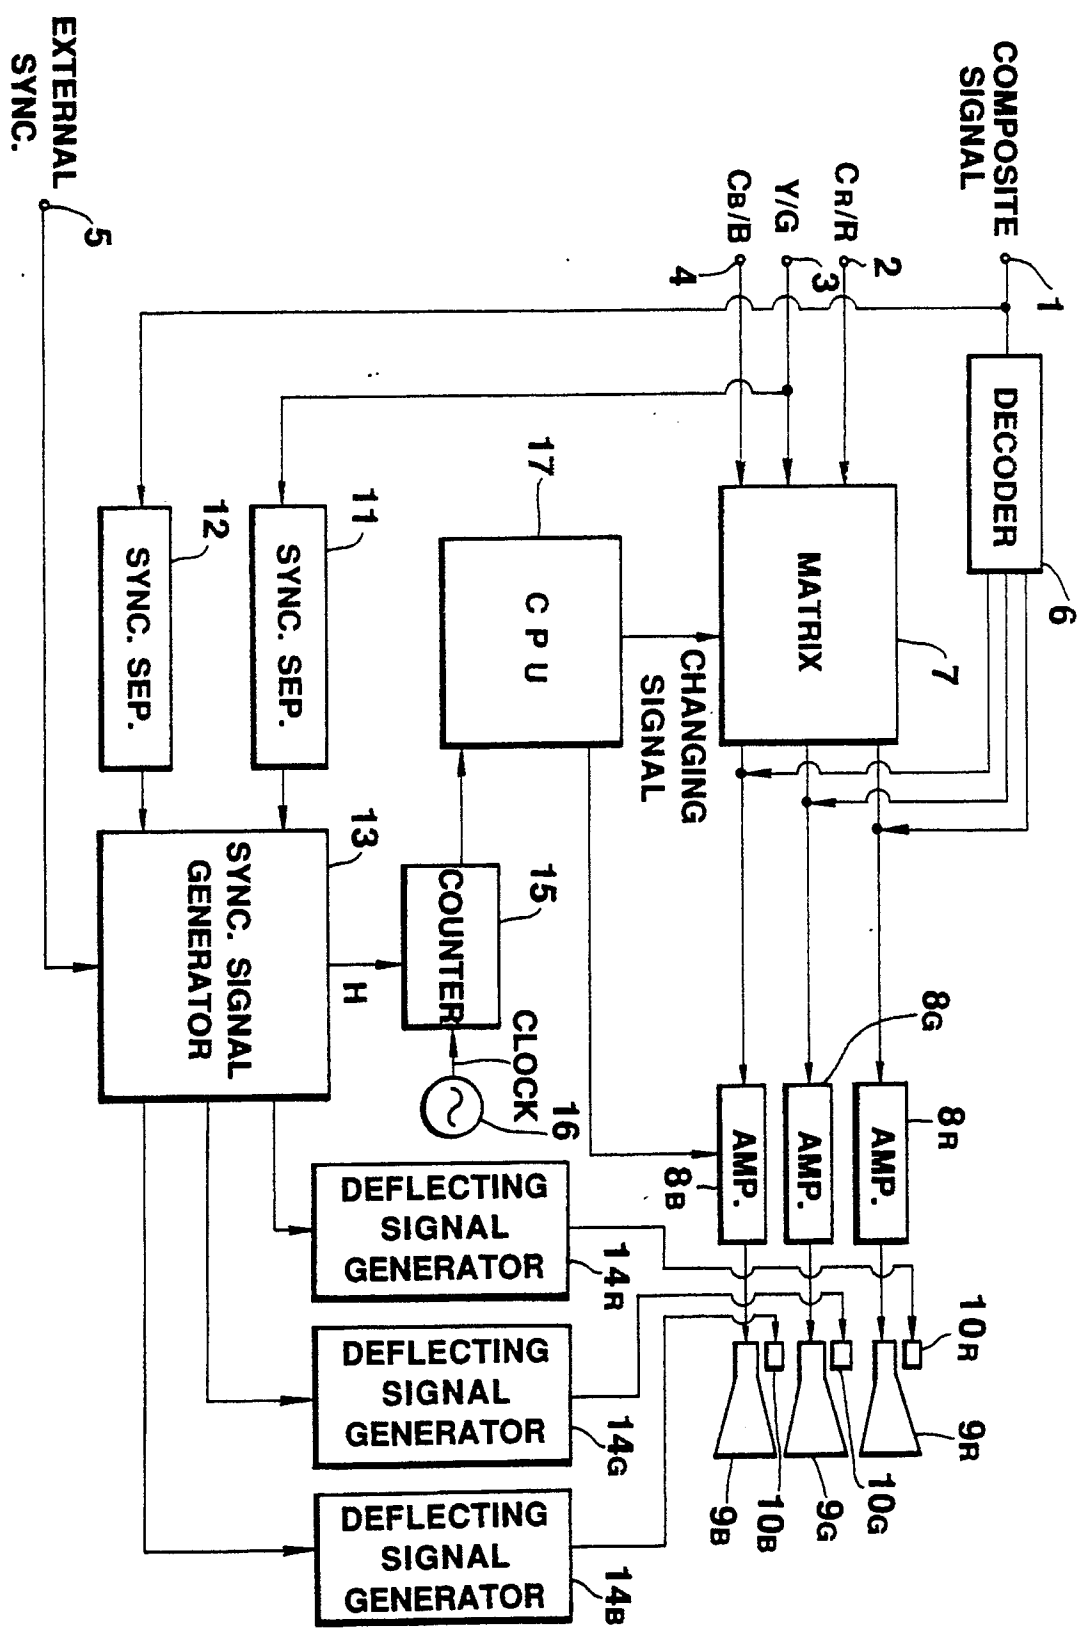 COMPOSITE
SIGNAL
1
DECODER
6
CR/R
2
Y/G
3
CB/B
4
MATRIX
7
8G
8R
AMP.
AMP.
AMP.
8B
10R
9R
10G
9G
10B
9B
CHANGING
SIGNAL
17
CPU
15
COUNTER
CLOCK
16
H
11
SYNC. SEP.
12
SYNC. SEP.
13
SYNC. SIGNAL
GENERATOR
DEFLECTING
SIGNAL
GENERATOR
14R
DEFLECTING
SIGNAL
GENERATOR
14G
DEFLECTING
SIGNAL
GENERATOR
14B
EXTERNAL
SYNC.
5